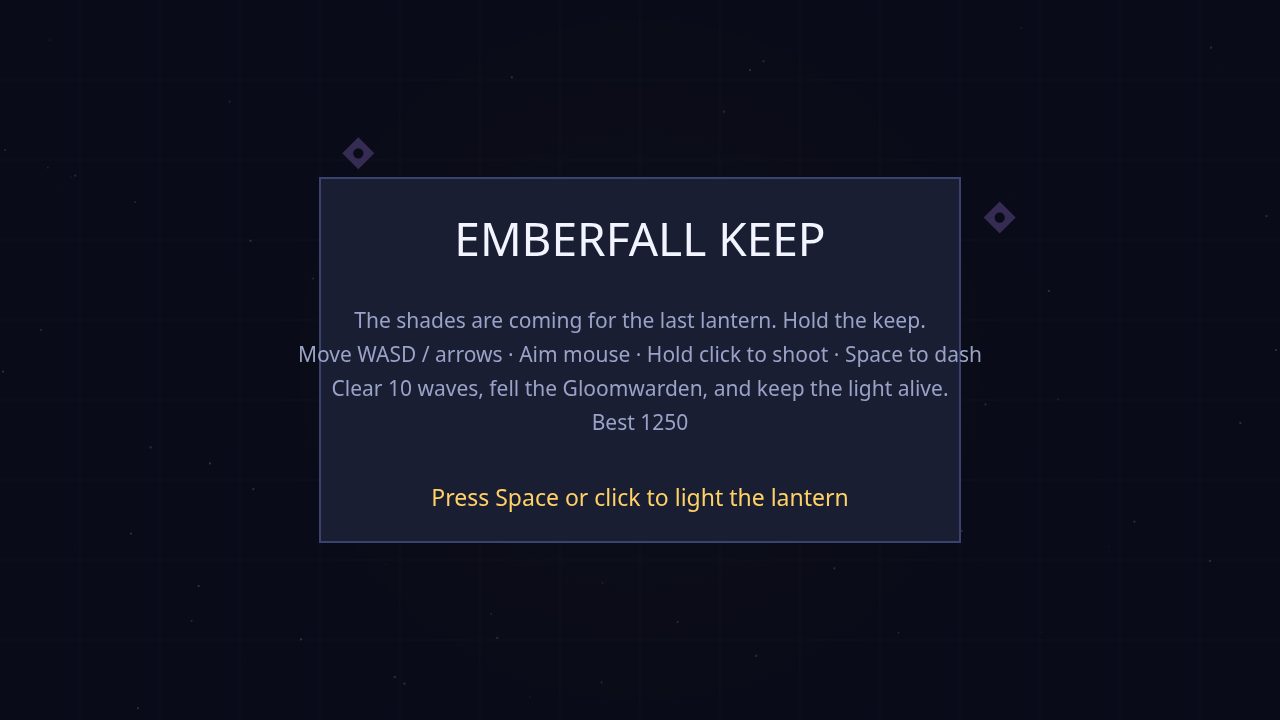 EMBERFALL KEEP
The shades are coming for the last lantern. Hold the keep.
Move WASD / arrows · Aim mouse · Hold click to shoot · Space to dash
Clear 10 waves, fell the Gloomwarden, and keep the light alive.
Best 1250
Press Space or click to light the lantern